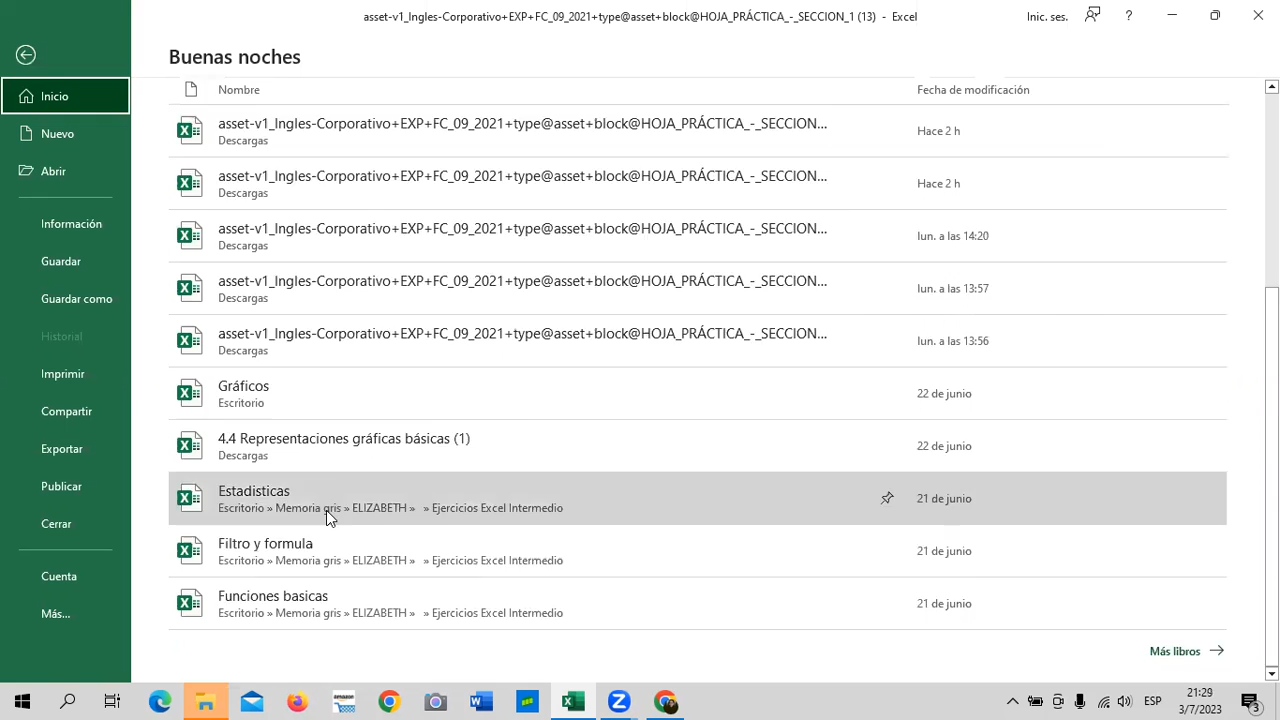 asset-v1_Ingles-Corporativo+EXP+FC_09_2021+type@asset+block@HOJA_PRÁCTICA_-_SECCION_1 (13) - Excel
Inic. ses.
?
Buenas noches
Inicio
Nuevo
Abrir
Información
Guardar
Guardar como
Historial
Imprimir
Compartir
Exportar
Publicar
Cerrar
Cuenta
Más...
Nombre
Fecha de modificación
asset-v1_Ingles-Corporativo+EXP+FC_09_2021+type@asset+block@HOJA_PRÁCTICA_-_SECCION...
Descargas
Hace 2 h
asset-v1_Ingles-Corporativo+EXP+FC_09_2021+type@asset+block@HOJA_PRÁCTICA_-_SECCION...
Descargas
Hace 2 h
asset-v1_Ingles-Corporativo+EXP+FC_09_2021+type@asset+block@HOJA_PRÁCTICA_-_SECCION...
Descargas
lun. a las 14:20
asset-v1_Ingles-Corporativo+EXP+FC_09_2021+type@asset+block@HOJA_PRÁCTICA_-_SECCION...
Descargas
lun. a las 13:57
asset-v1_Ingles-Corporativo+EXP+FC_09_2021+type@asset+block@HOJA_PRÁCTICA_-_SECCION...
Descargas
lun. a las 13:56
Gráficos
Escritorio
22 de junio
4.4 Representaciones gráficas básicas (1)
Descargas
22 de junio
Estadisticas
Escritorio » Memoria gris » ELIZABETH » » Ejercicios Excel Intermedio
21 de junio
Filtro y formula
Escritorio » Memoria gris » ELIZABETH » » Ejercicios Excel Intermedio
21 de junio
Funciones basicas
Escritorio » Memoria gris » ELIZABETH » » Ejercicios Excel Intermedio
21 de junio
Más libros
amazon
ESP
21:29
3/7/2023
3